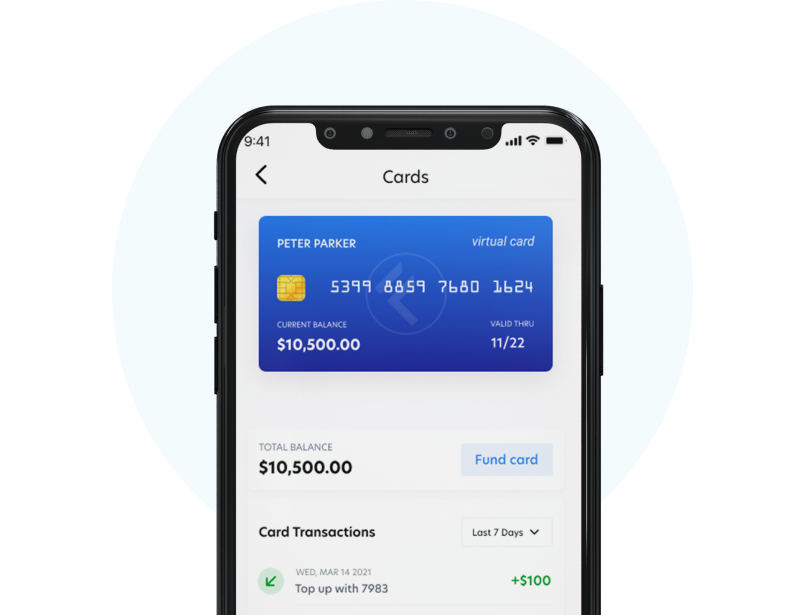 9:41
Cards
PETER PARKER
virtual card
5399 8859 7680 1624
CURRENT BALANCE
$10,500.00
VALID THRU
11/22
TOTAL BALANCE
$10,500.00
Fund card
Card Transactions
Last 7 Days
WED, MAR 14 2021
Top up with 7983
+$100